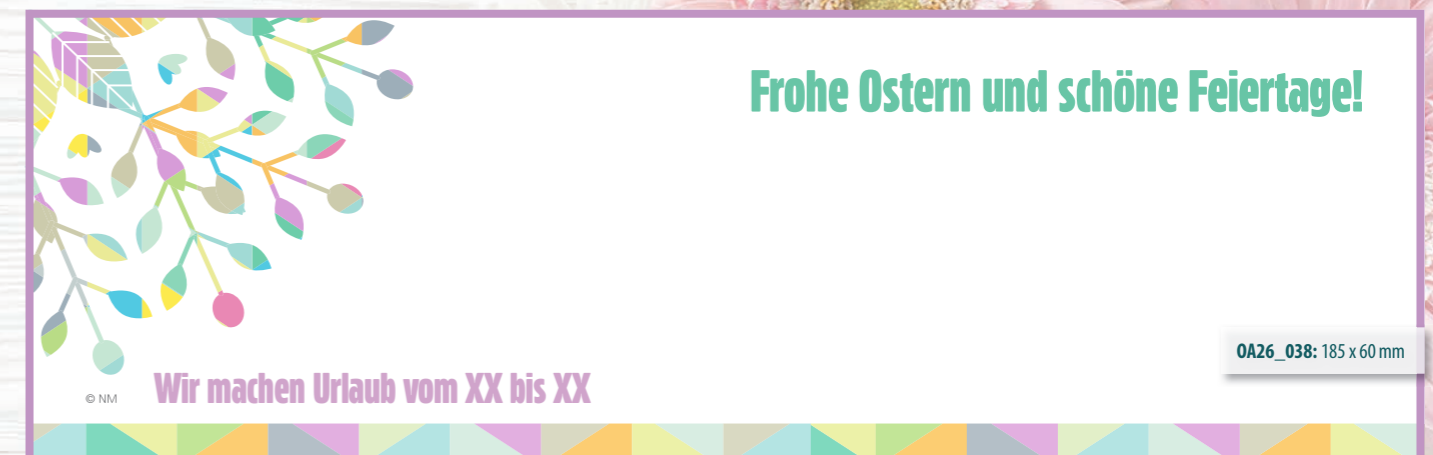 Frohe Ostern und schöne Feiertage!
OA26_038: 185 x 60 mm
Wir machen Urlaub vom XX bis XX
© NM